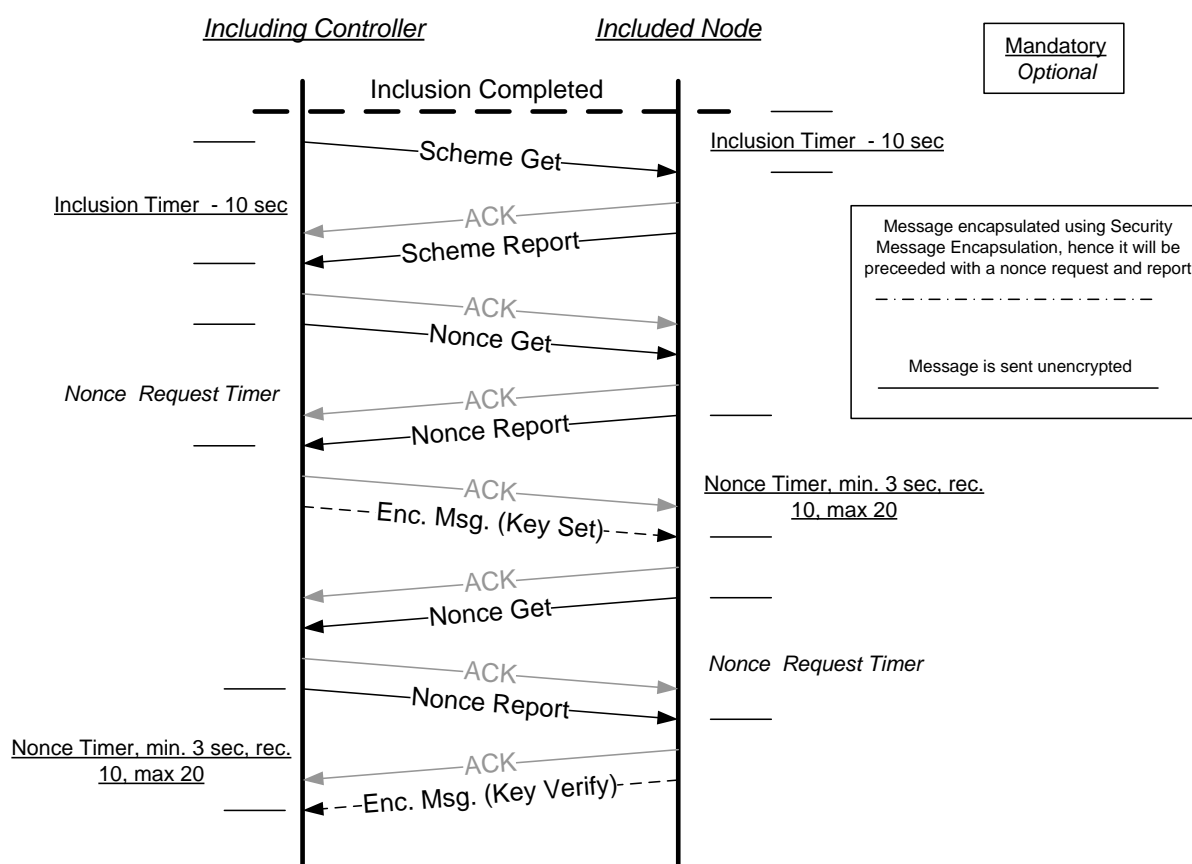 Including Controller
Included Node
Mandatory
Optional
Inclusion Completed
Inclusion Timer - 10 sec
Scheme Get
Inclusion Timer - 10 sec
ACK
Scheme Report
Message encapsulated using Security
Message Encapsulation, hence it will be
preceeded with a nonce request and report
ACK
Nonce Get
Message is sent unencrypted
Nonce Request Timer
ACK
Nonce Report
ACK
Nonce Timer, min. 3 sec, rec.
10, max 20
Enc. Msg. (Key Set)
ACK
Nonce Get
ACK
Nonce Request Timer
Nonce Report
Nonce Timer, min. 3 sec, rec.
10, max 20
ACK
Enc. Msg. (Key Verify)